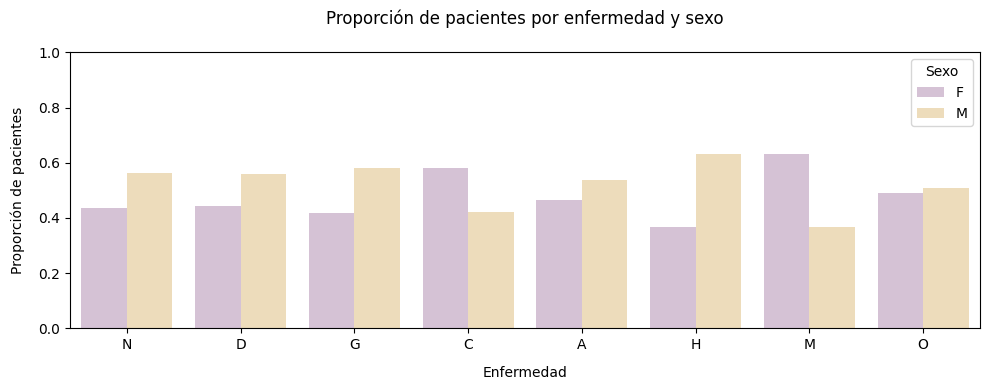 Proporción de pacientes por enfermedad y sexo
Proporción de pacientes
1.0
0.8
0.6
0.4
0.2
0.0
Sexo
F
M
N D G C A H M O
Enfermedad